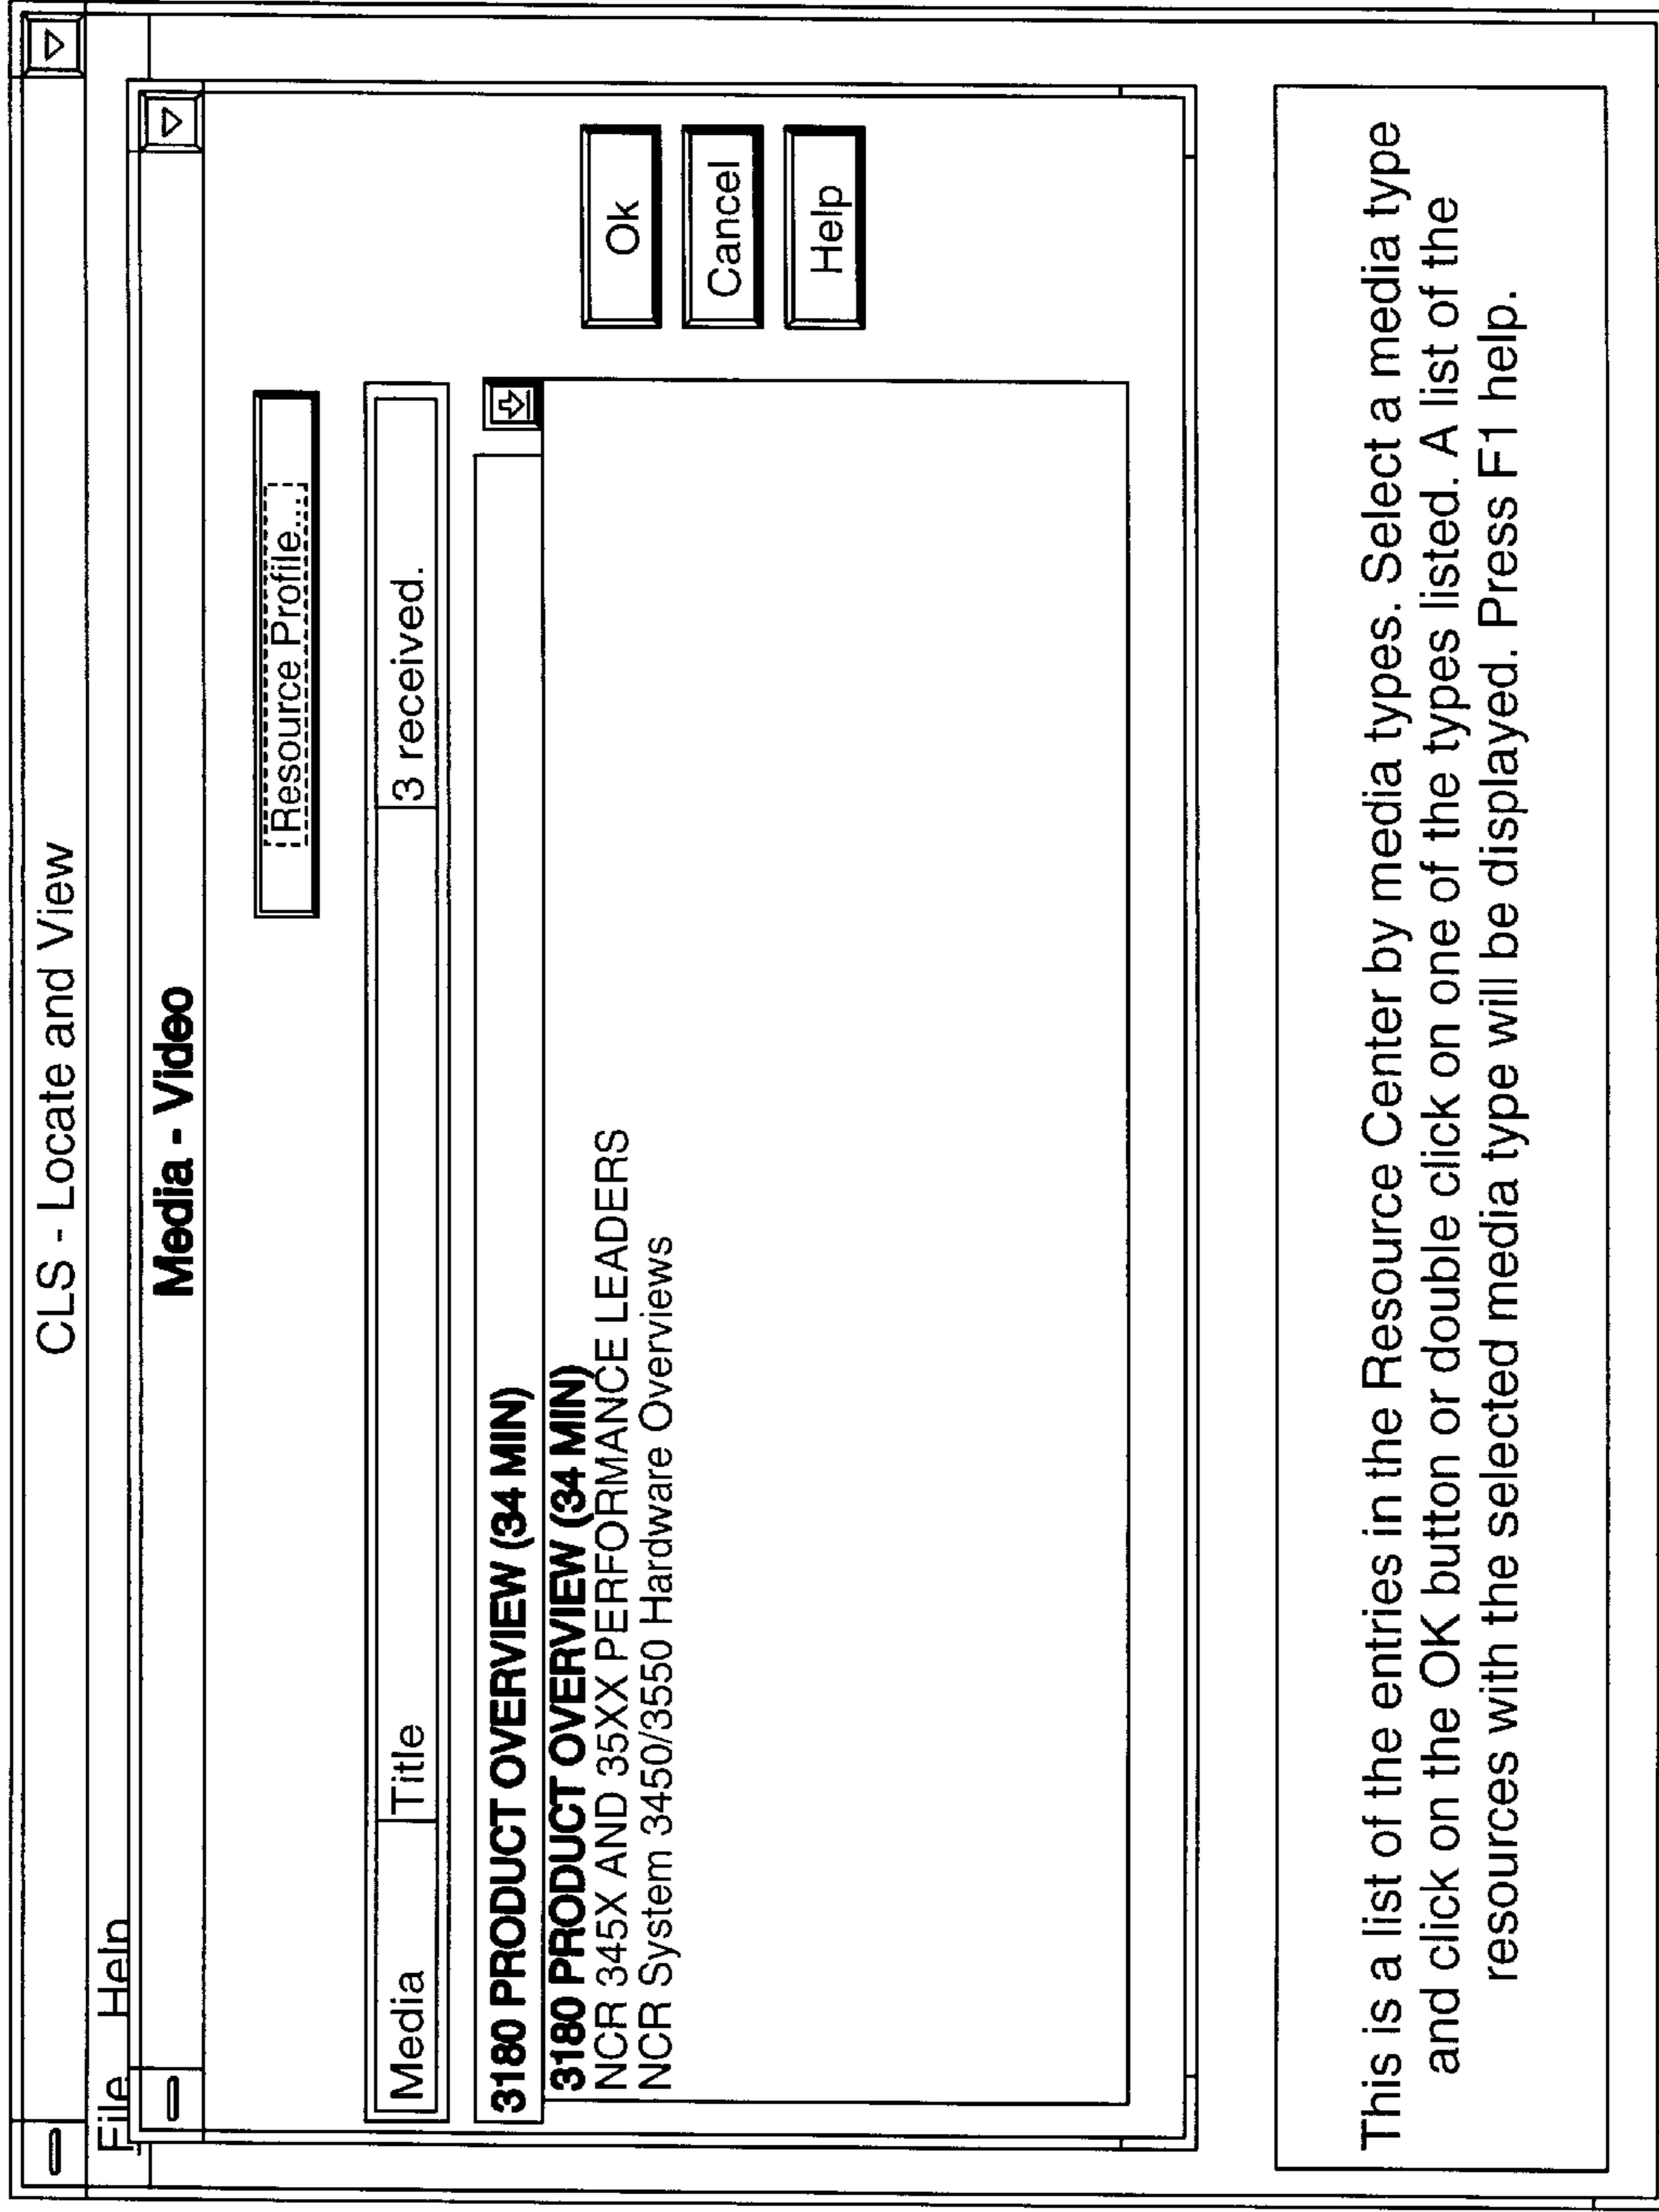 CLS - Locate and View
File Help
Media - Video
Resource Profile...
Media Title 3 received.
3180 PRODUCT OVERVIEW (34 MIN)
3180 PRODUCT OVERVIEW (34 MIN)
NCR 345X AND 35XX PERFORMANCE LEADERS
NCR System 3450/3550 Hardware Overviews
Ok
Cancel
Help
This is a list of the entries in the Resource Center by media types. Select a media type
and click on the OK button or double click on one of the types listed. A list of the
resources with the selected media type will be displayed. Press F1 help.